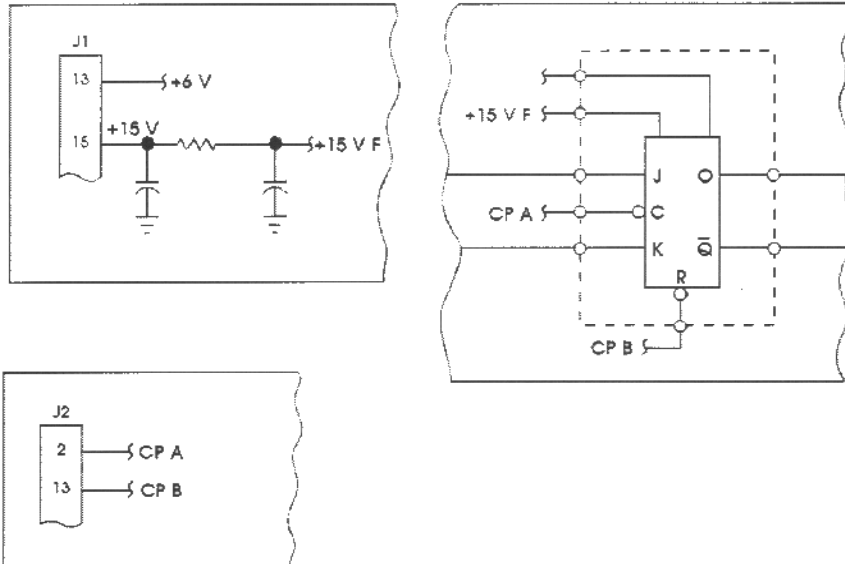 J1
13
+6 V
+15 V
15
+15 V F
+15 V F
J
O
CP A
C
K
Q̅
R
CP B
J2
2
CP A
13
CP B